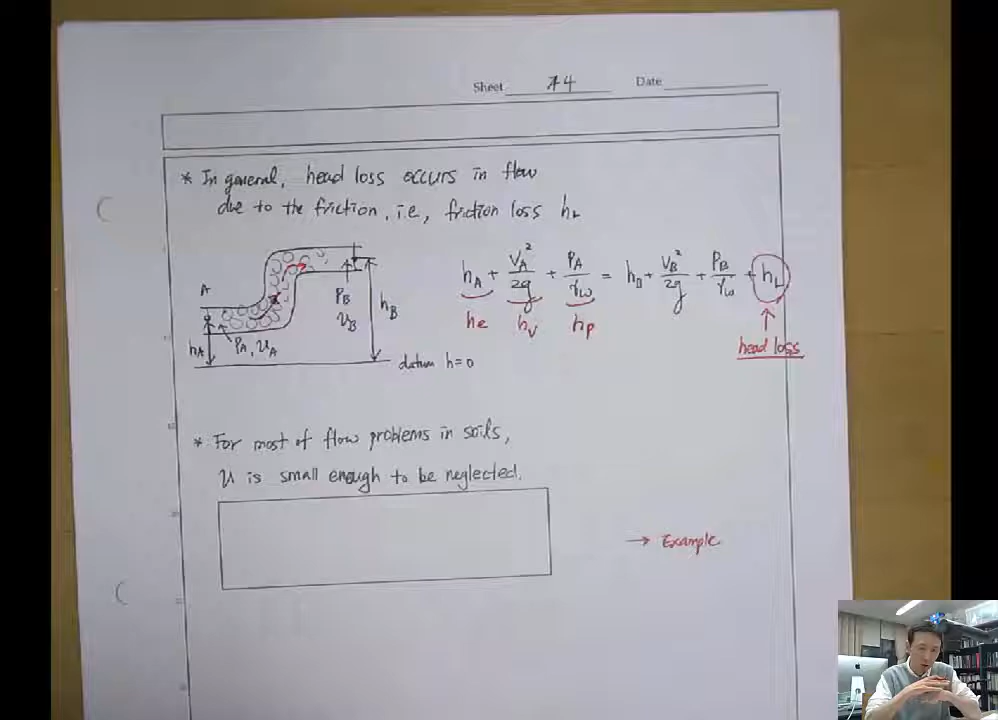 Sheet 74 Date
* In general, head loss occurs in flow
due to the friction, i.e., friction loss hL
A
hA
PA, vA
PB
vB
hB
datum h=0
hA + vA²/2g + PA/γw = hB + vB²/2g + PB/γw + hL
he hv hp
head loss
* For most of flow problems in soils,
v is small enough to be neglected.
→ Example